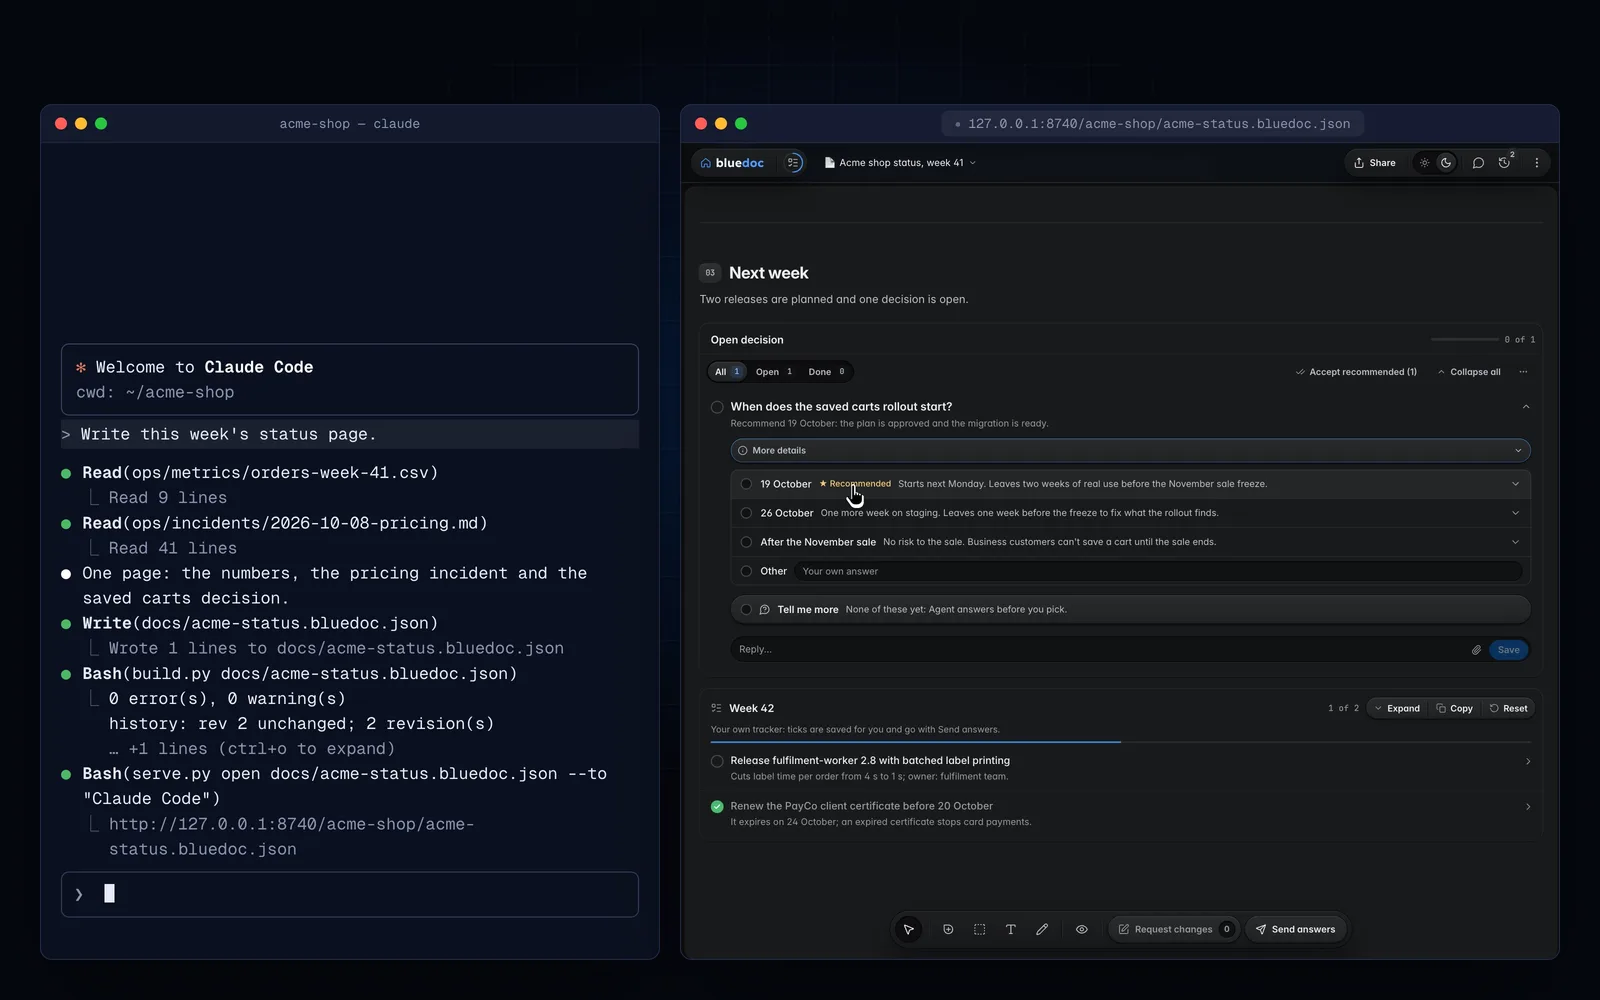 acme-shop — claude
✻ Welcome to Claude Code
cwd: ~/acme-shop
> Write this week's status page.
Read(ops/metrics/orders-week-41.csv)
Read 9 lines
Read(ops/incidents/2026-10-08-pricing.md)
Read 41 lines
One page: the numbers, the pricing incident and the
saved carts decision.
Write(docs/acme-status.bluedoc.json)
Wrote 1 lines to docs/acme-status.bluedoc.json
Bash(build.py docs/acme-status.bluedoc.json)
0 error(s), 0 warning(s)
history: rev 2 unchanged; 2 revision(s)
… +1 lines (ctrl+o to expand)
Bash(serve.py open docs/acme-status.bluedoc.json --to
"Claude Code")
http://127.0.0.1:8740/acme-shop/acme-
status.bluedoc.json
❯
127.0.0.1:8740/acme-shop/acme-status.bluedoc.json
bluedoc
Acme shop status, week 41
Share
2
03 Next week
Two releases are planned and one decision is open.
Open decision
0 of 1
All 1 Open 1 Done 0
Accept recommended (1) Collapse all
When does the saved carts rollout start?
Recommend 19 October: the plan is approved and the migration is ready.
More details
19 October ★ Recommended Starts next Monday. Leaves two weeks of real use before the November sale freeze.
26 October One more week on staging. Leaves one week before the freeze to fix what the rollout finds.
After the November sale No risk to the sale. Business customers can't save a cart until the sale ends.
Other Your own answer
Tell me more None of these yet: Agent answers before you pick.
Reply...
Save
Week 42
1 of 2 Expand Copy Reset
Your own tracker: ticks are saved for you and go with Send answers.
Release fulfilment-worker 2.8 with batched label printing
Cuts label time per order from 4 s to 1 s; owner: fulfilment team.
Renew the PayCo client certificate before 20 October
It expires on 24 October; an expired certificate stops card payments.
T
Request changes 0
Send answers